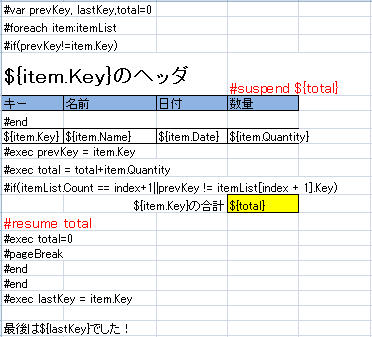 #var prevKey, lastKey,total=0
#foreach item:itemList
#if(prevKey!=item.Key)
${item.Key}のヘッダ
#suspend ${total}
キー 名前 日付 数量
#end
${item.Key} ${item.Name} ${item.Date} ${item.Quantity}
#exec prevKey = item.Key
#exec total = total+item.Quantity
#if(itemList.Count == index+1||prevKey != itemList[index + 1].Key)
${item.Key}の合計 ${total}
#resume total
#exec total=0
#pageBreak
#end
#end
#exec lastKey = item.Key
最後は${lastKey}でした！